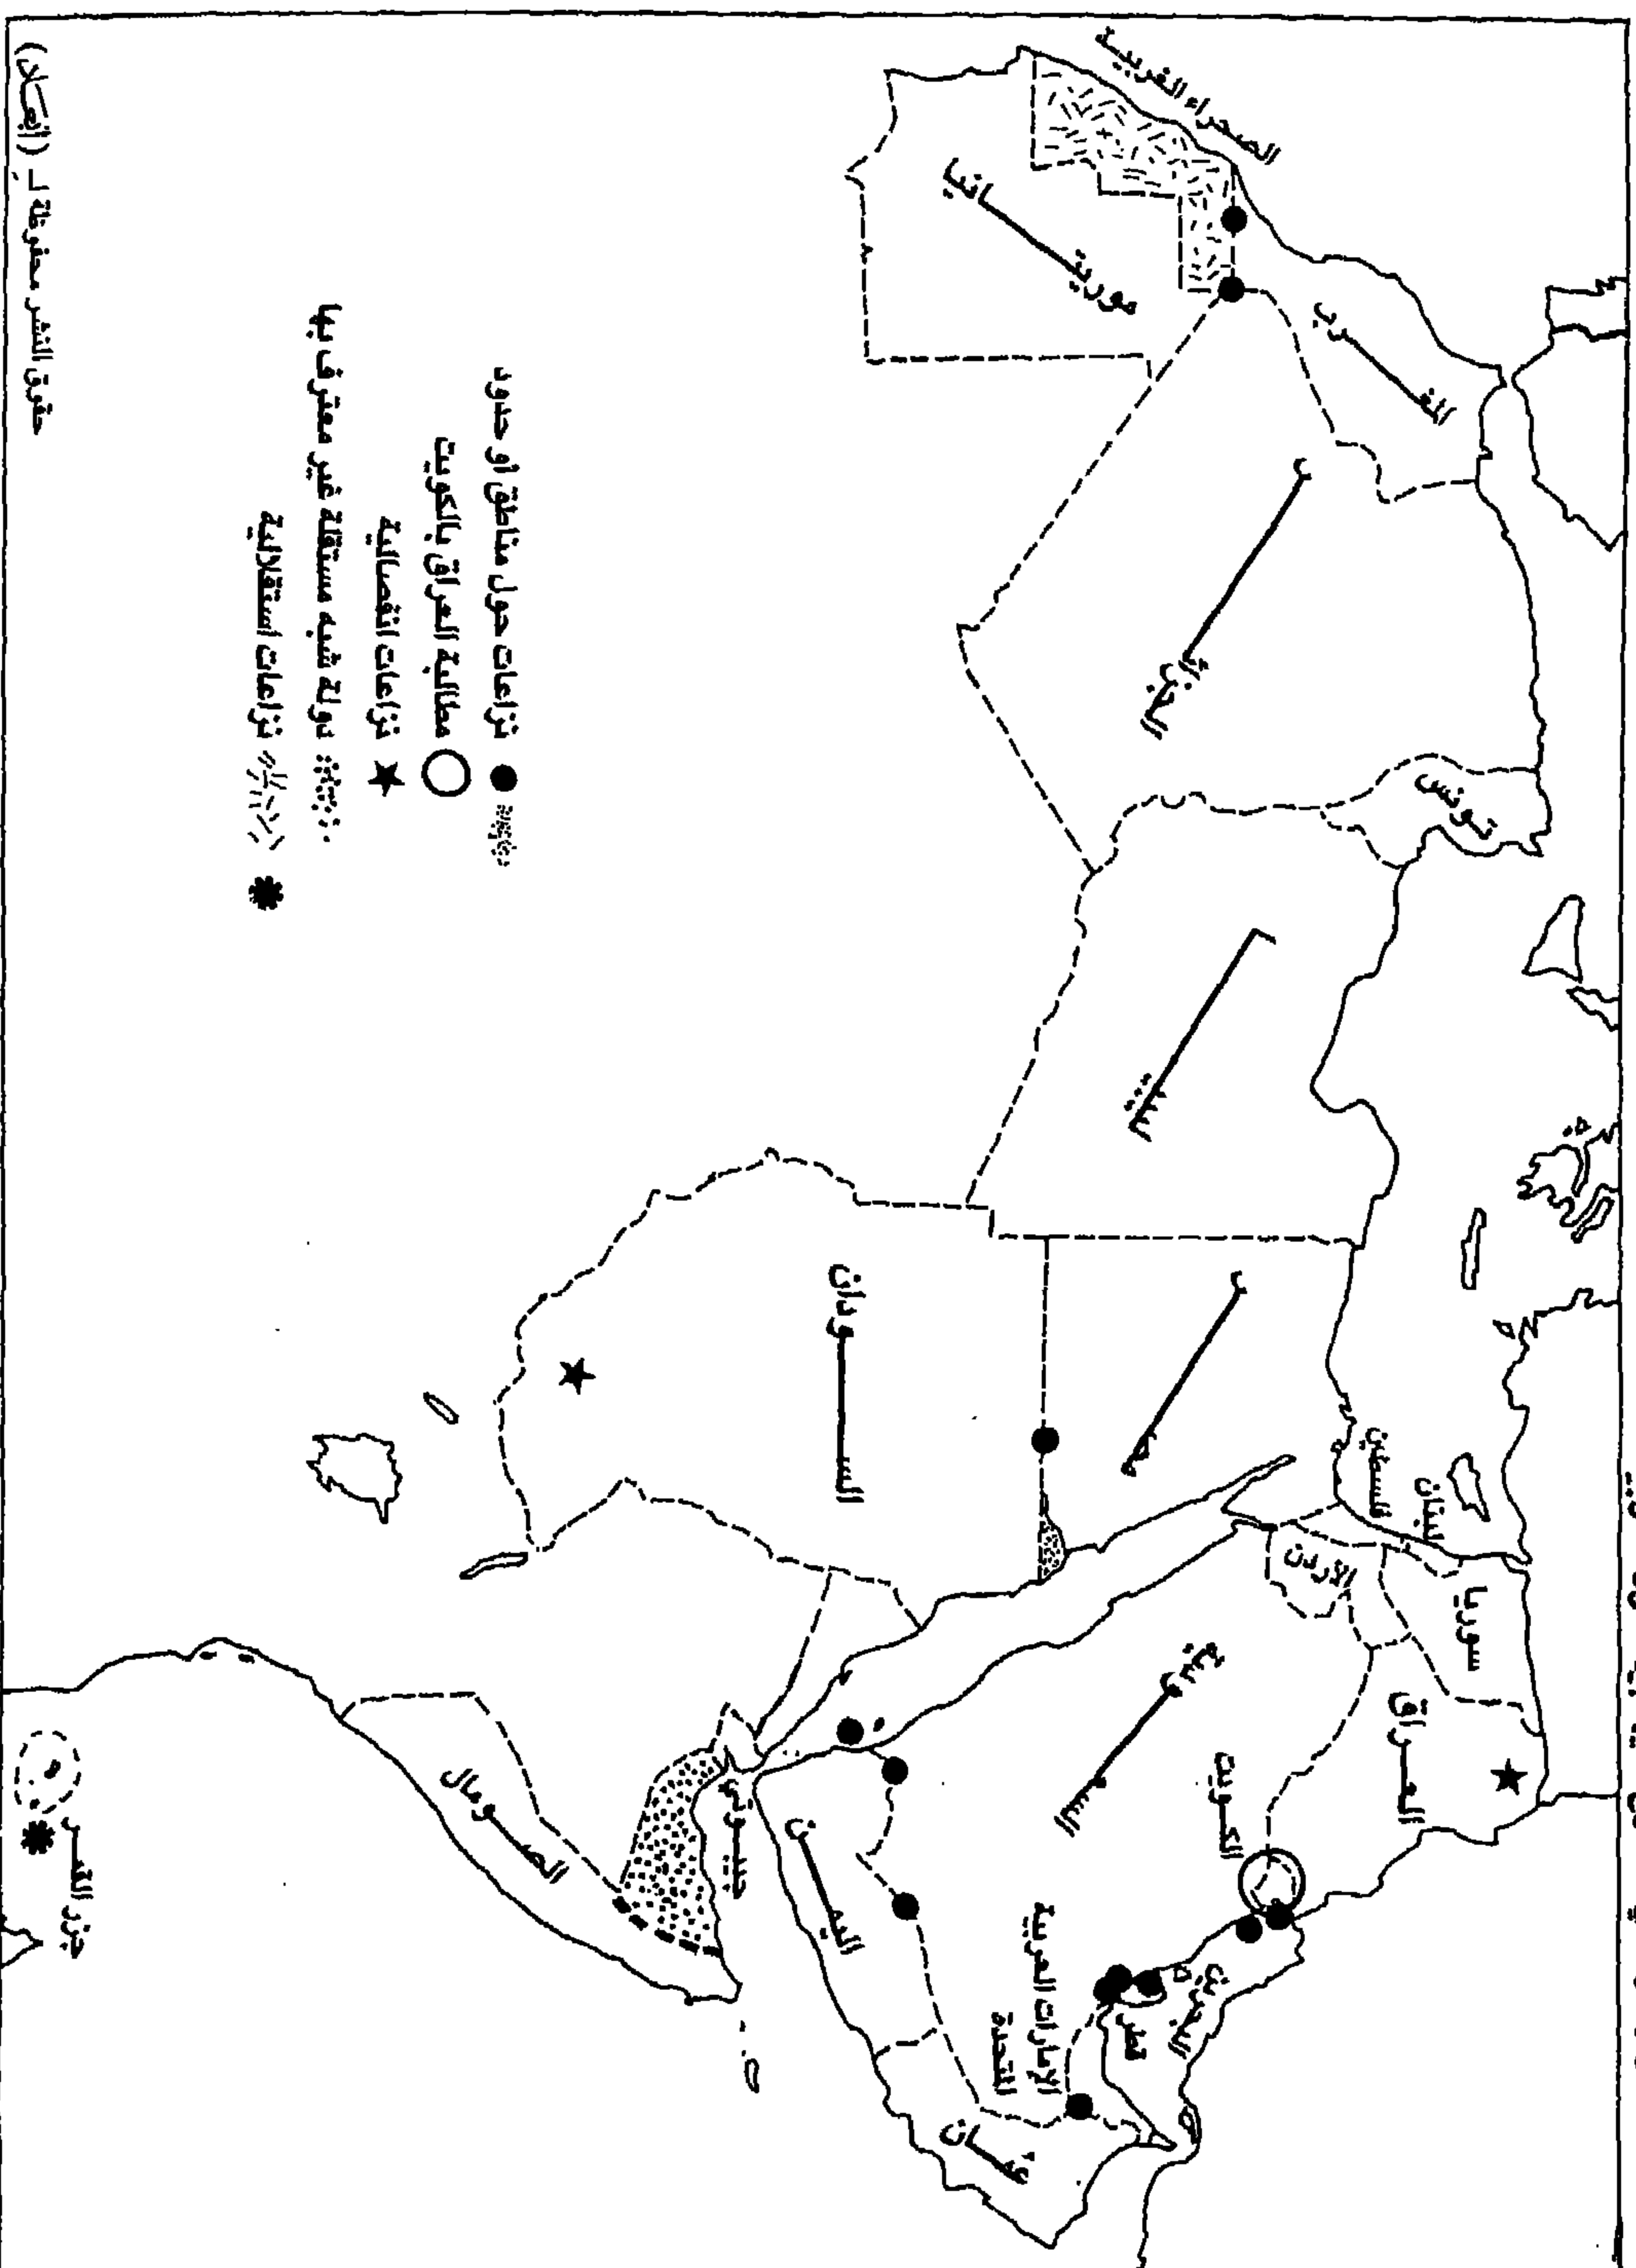 الصحراء الغربية
المغرب
موريتانيا
الجزائر
تونس
ليبيا
مصر
السودان
فلسطين
لبنان
الأردن
سوريا
العراق
الكويت
السعودية
البحرين
قطر
الإمارات العربية
المتحدة
عمان
اليمن
جيبوتي
الصومال
جزر القمر
نزاعات حول مناطق أو حدود
مطالبة العراق بالكويت
نزاعات انفصالية
دولة شبه مستقلة غير معترف بها
نزاعات استقلالية
حقوق النشر محفوظة لـ